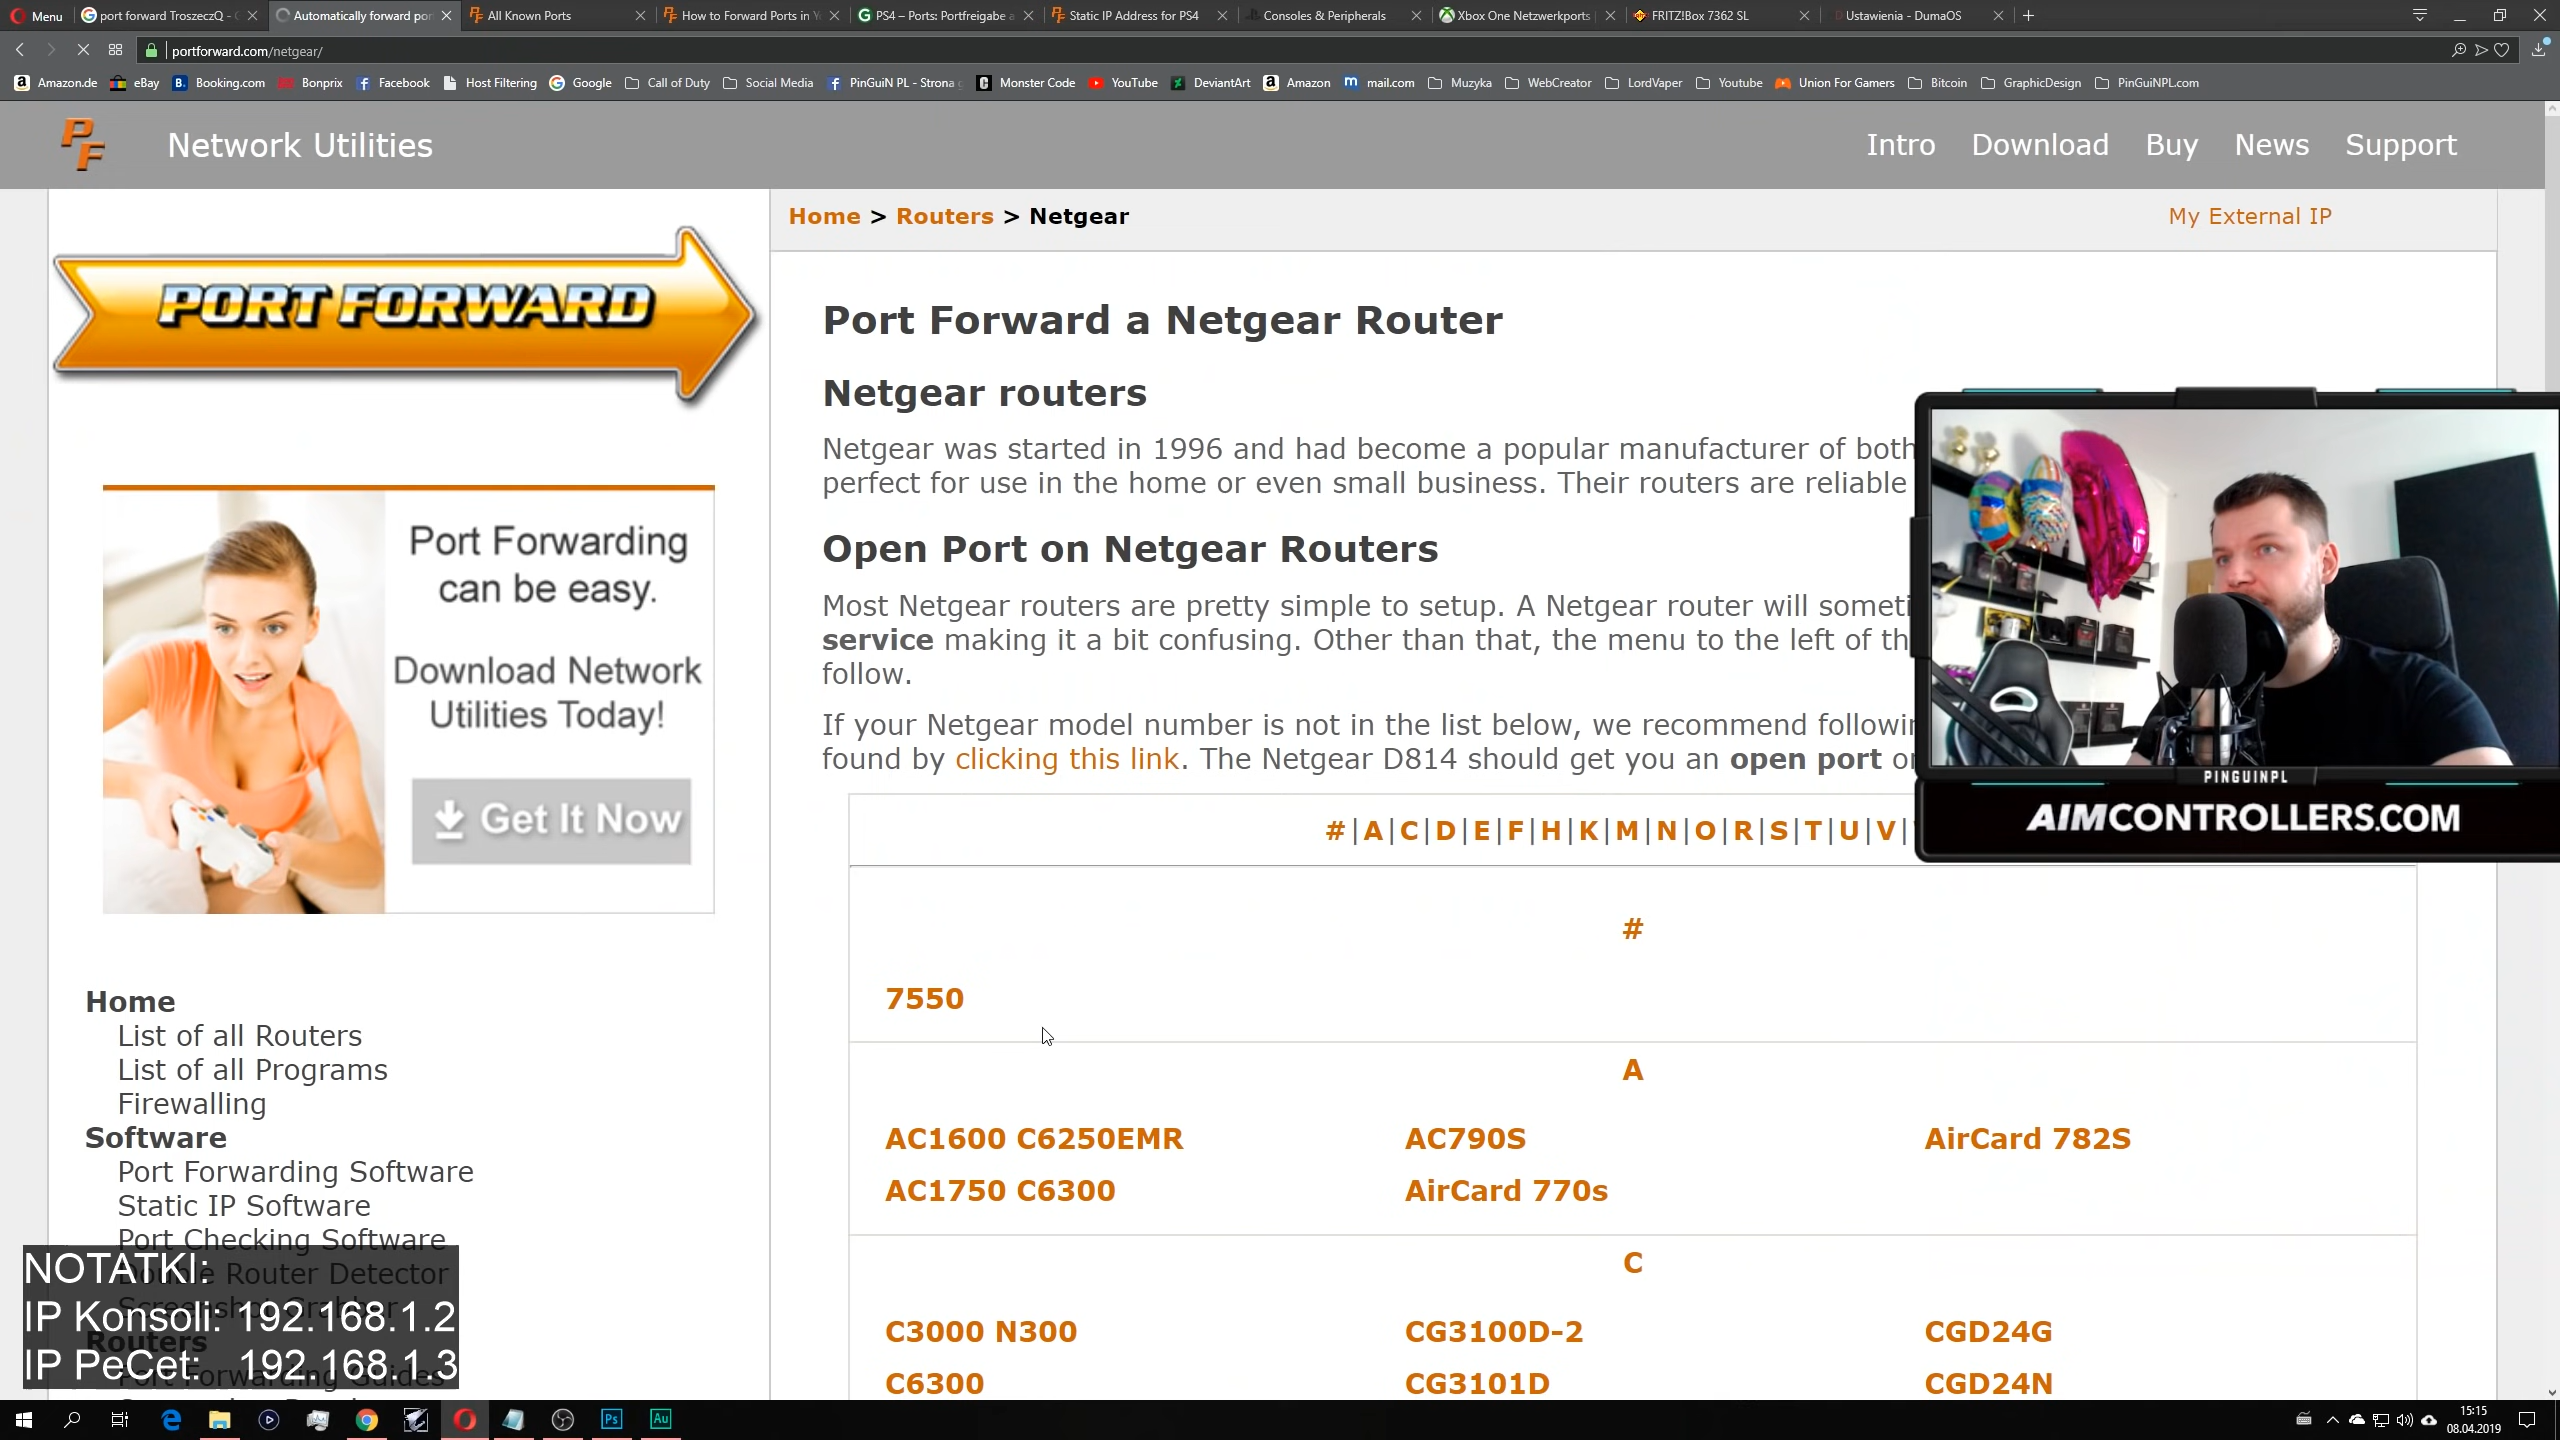 Menu
port forward TroszeczQ - G
Automatically forward por
All Known Ports
How to Forward Ports in Y
PS4 – Ports: Portfreigabe a
Static IP Address for PS4
Consoles & Peripherals
Xbox One Netzwerkports
FRITZ!Box 7362 SL
Ustawienia - DumaOS
portforward.com/netgear/
Amazon.de
eBay
Booking.com
Bonprix
Facebook
Host Filtering
Google
Call of Duty
Social Media
PinGuiN PL - Strona g
Monster Code
YouTube
DeviantArt
Amazon
mail.com
Muzyka
WebCreator
LordVaper
Youtube
Union For Gamers
Bitcoin
GraphicDesign
PinGuiNPL.com
PF
Network Utilities
Intro
Download
Buy
News
Support
Home > Routers > Netgear
My External IP
PORT FORWARD
Port Forward a Netgear Router
Netgear routers
Netgear was started in 1996 and had become a popular manufacturer of both
perfect for use in the home or even small business. Their routers are reliable
Open Port on Netgear Routers
Most Netgear routers are pretty simple to setup. A Netgear router will someti
service making it a bit confusing. Other than that, the menu to the left of th
follow.
If your Netgear model number is not in the list below, we recommend followin
found by clicking this link. The Netgear D814 should get you an open port or
Port Forwarding
can be easy.
Download Network
Utilities Today!
Get It Now
PINGUINPL
AIMCONTROLLERS.COM
#|A|C|D|E|F|H|K|M|N|O|R|S|T|U|V|
#
7550
A
AC1600 C6250EMR
AC790S
AirCard 782S
AC1750 C6300
AirCard 770s
C
C3000 N300
CG3100D-2
CGD24G
C6300
CG3101D
CGD24N
Home
List of all Routers
List of all Programs
Firewalling
Software
Port Forwarding Software
Static IP Software
Port Checking Software
Double Router Detector
Screenshot Grabber
Routers
Port Forwarding Guides
NOTATKI:
IP Konsoli: 192.168.1.2
IP PeCet: 192.168.1.3
Ps
Au
15:15
08.04.2019